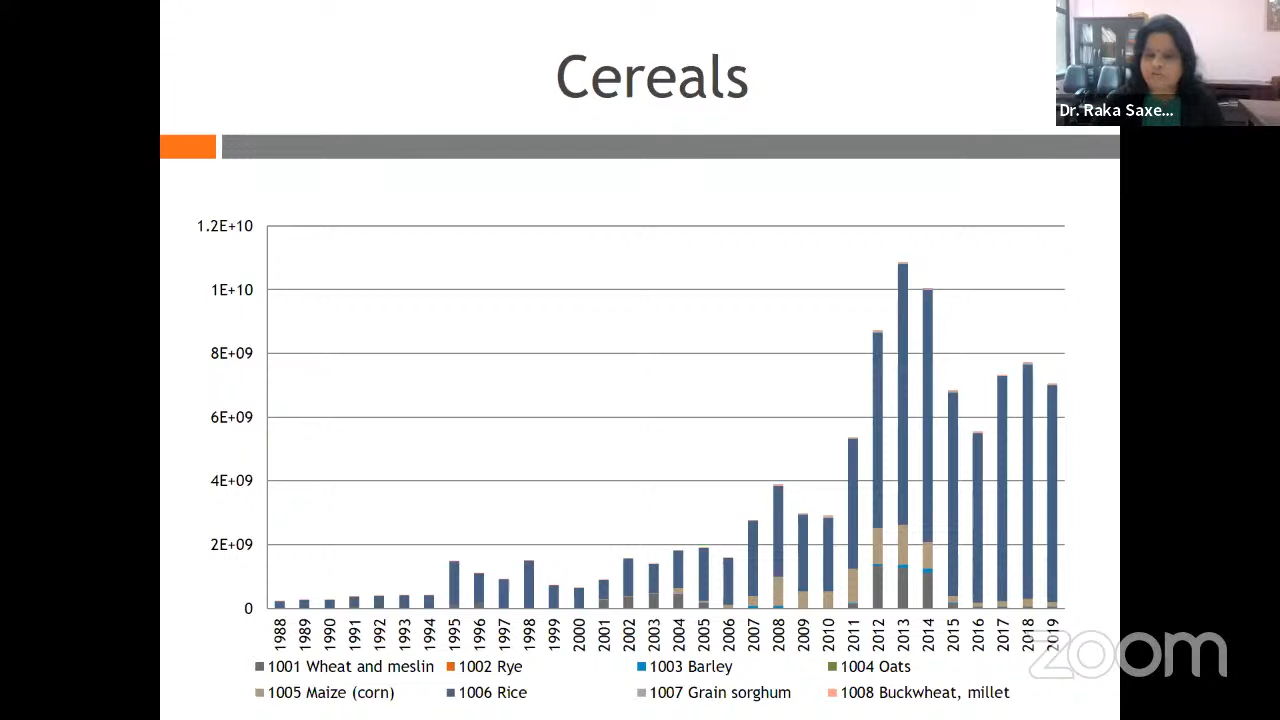 Cereals
Dr. Raka Saxe...
1.2E+10
1E+10
8E+09
6E+09
4E+09
2E+09
0
1988 1989 1990 1991 1992 1993 1994 1995 1996 1997 1998 1999 2000 2001 2002 2003 2004 2005 2006 2007 2008 2009 2010 2011 2012 2013 2014 2015 2016 2017 2018 2019
1001 Wheat and meslin 1002 Rye 1003 Barley 1004 Oats
1005 Maize (corn) 1006 Rice 1007 Grain sorghum 1008 Buckwheat, millet
zoom